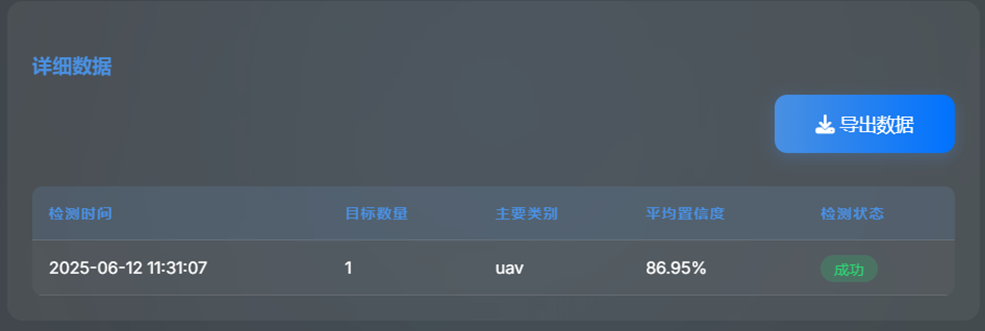 详细数据
导出数据
检测时间 目标数量 主要类别 平均置信度 检测状态
2025-06-12 11:31:07 1 uav 86.95% 成功